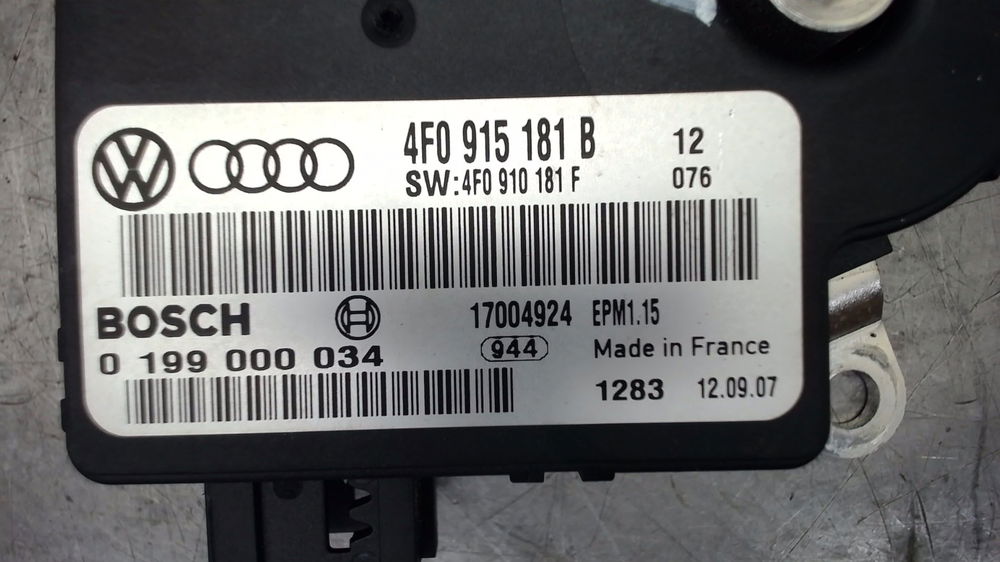 4F0 915 181 B 12
SW:4F0 910 181 F 076
BOSCH 17004924 EPM1.15
0 199 000 034 944 Made in France
1283 12.09.07